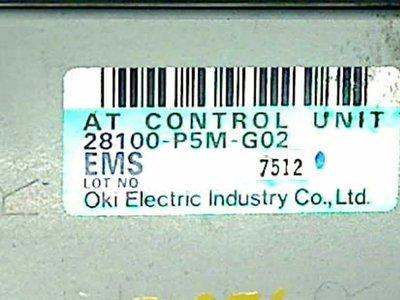 AT CONTROL UNIT
28100-P5M-G02
EMS 7512
LOT NO
Oki Electric Industry Co., Ltd.